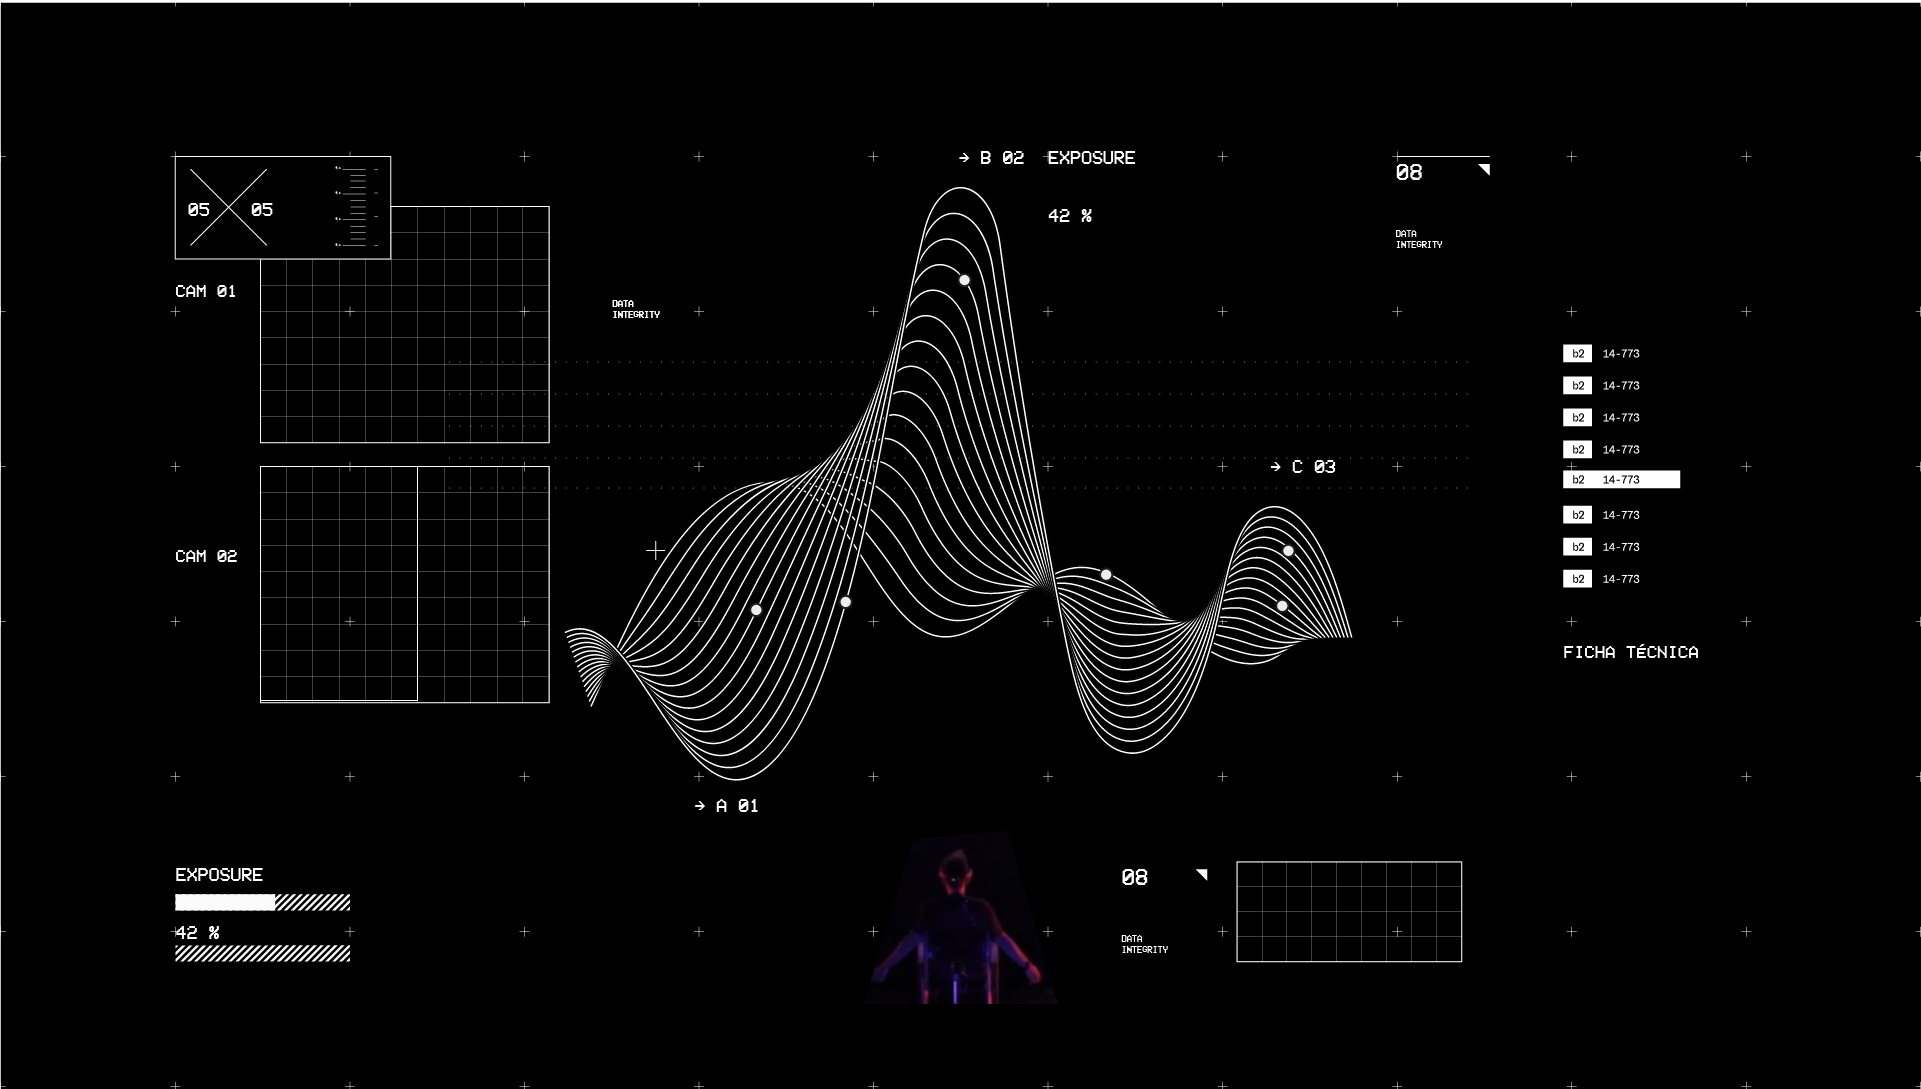 → B 02 EXPOSURE
42 %
08
DATA
INTEGRITY
05 05
CAM 01
DATA
INTEGRITY
b2 14-773
b2 14-773
b2 14-773
b2 14-773
b2 14-773
b2 14-773
b2 14-773
b2 14-773
→ C 03
CAM 02
FICHA TÉCNICA
→ A 01
EXPOSURE
42 %
08
DATA
INTEGRITY